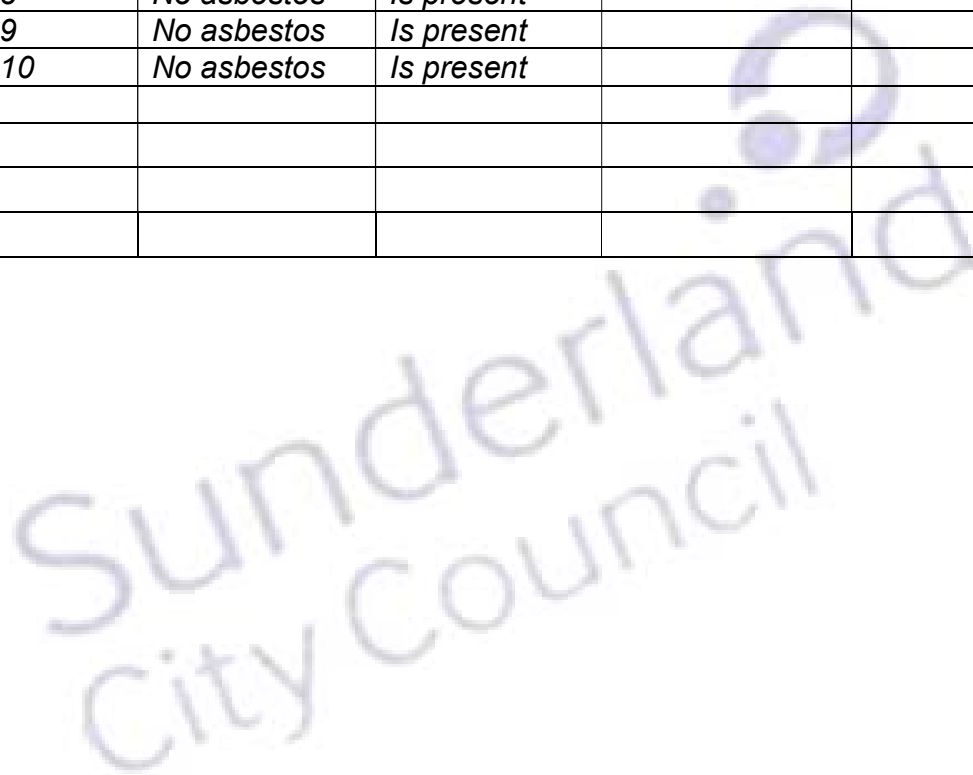 No asbestos Is present
9 No asbestos Is present
10 No asbestos Is present
Sunderland
City Council